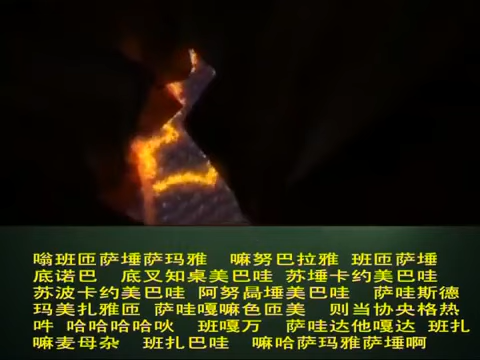 嗡班匝萨埵萨玛雅　嘛努巴拉雅 班匝萨埵
底诺巴　底叉知桌美巴哇 苏埵卡约美巴哇
苏波卡约美巴哇 阿努曷埵美巴哇　萨哇斯德
玛美扎雅匝 萨哇嘎嘛色匝美　则当协央格热
吽 哈哈哈哈伙　班嘎万　萨哇达他嘎达 班扎
嘛麦母杂　班扎巴哇　嘛哈萨玛雅萨埵啊